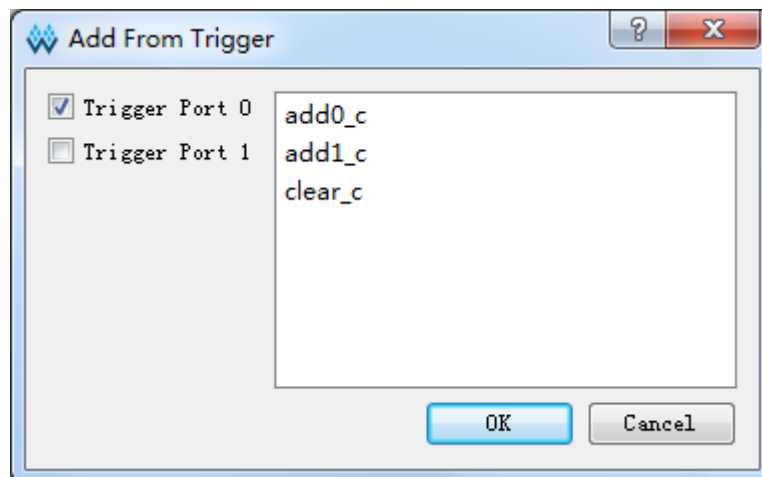 Add From Trigger
Trigger Port 0
Trigger Port 1
add0_c
add1_c
clear_c
OK
Cancel